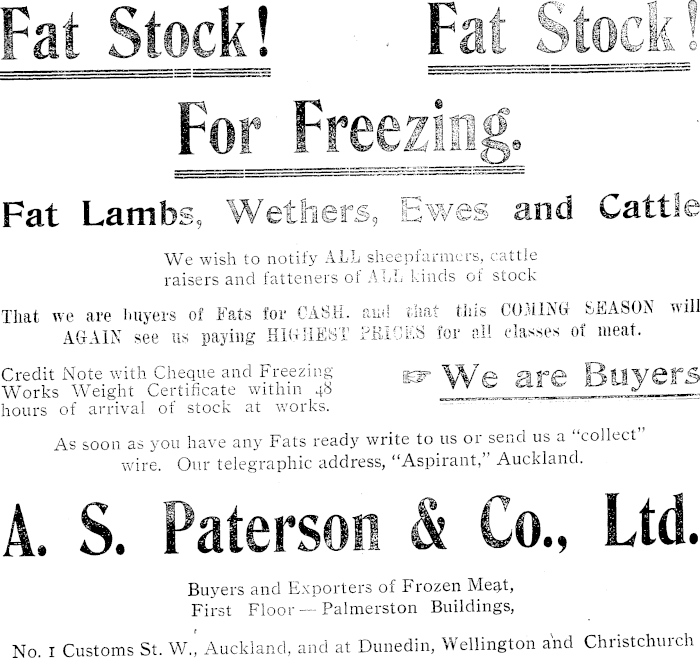 Fat Stock! Fat Stock!
For Freezing.
Fat Lambs, Wethers, Ewes and Cattle
We wish to notify ALL sheepfarmers, cattle
raisers and fatteners of ALL kinds of stock
That we are buyers of Fats for CASH. and that this COMING SEASON will
AGAIN see us paying HIGHEST PRICES for all classes of meat.
Credit Note with Cheque and Freezing
Works Weight Certificate within 48
hours of arrival of stock at works.
☞ We are Buyers
As soon as you have any Fats ready write to us or send us a “collect”
wire. Our telegraphic address, “Aspirant,” Auckland.
A. S. Paterson & Co., Ltd.
Buyers and Exporters of Frozen Meat,
First Floor — Palmerston Buildings,
No. 1 Customs St. W., Auckland, and at Dunedin, Wellington and Christchurch